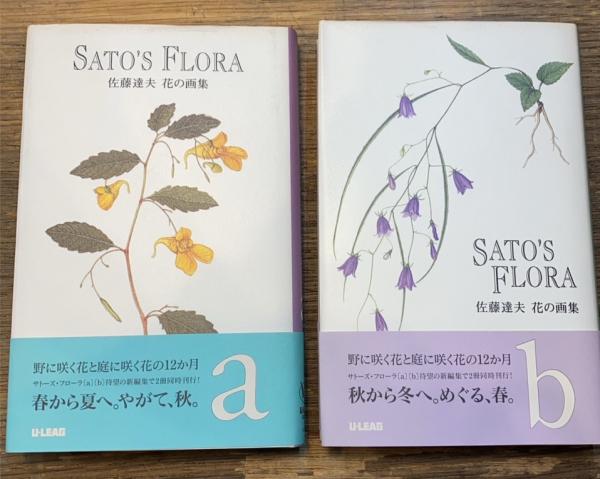 SATO'S FLORA
佐藤達夫 花の画集
野に咲く花と庭に咲く花の12か月
サトーズ・フローラ〔a〕〔b〕待望の新編集で2冊同時刊行!
春から夏へ。やがて、秋。
a
U-LEAG
SATO'S
FLORA
佐藤達夫 花の画集
野に咲く花と庭に咲く花の12か月
サトーズ・フローラ〔a〕〔b〕待望の新編集で2冊同時刊行!
秋から冬へ。めぐる、春。
b
U-LEAG